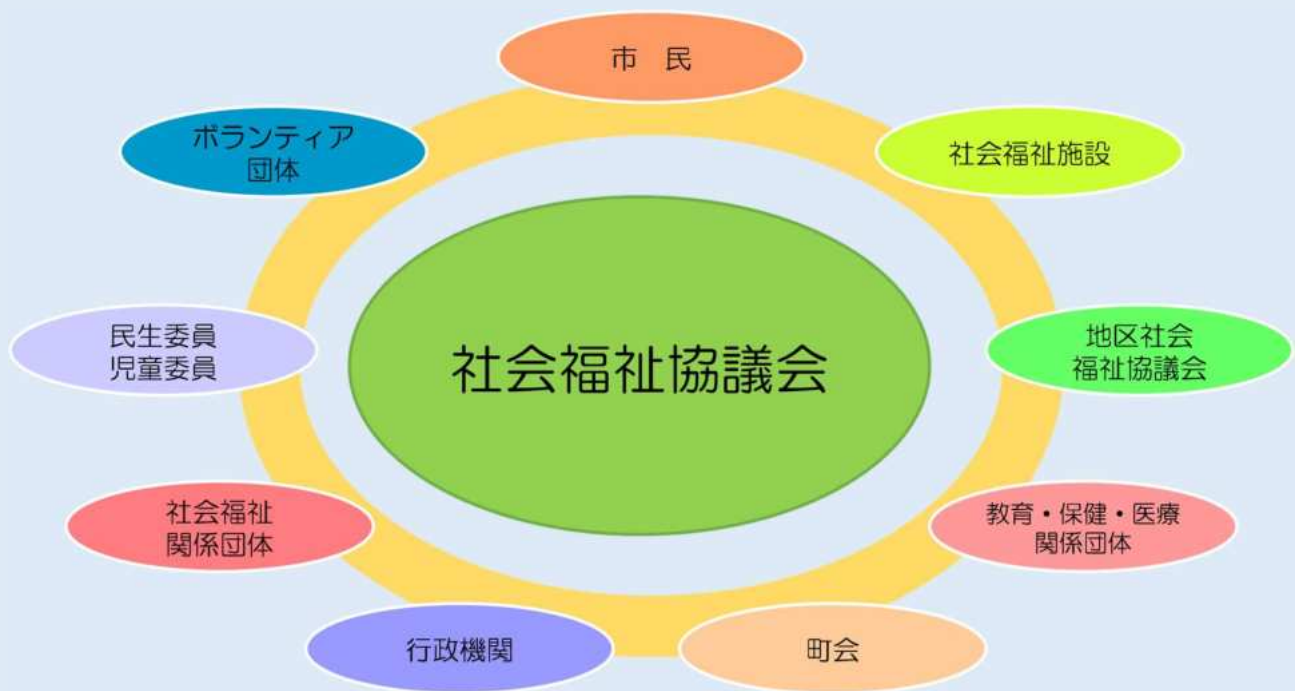 市　民
ボランティア
団体
社会福祉施設
民生委員
児童委員
社会福祉協議会
地区社会
福祉協議会
社会福祉
関係団体
教育・保健・医療
関係団体
行政機関
町会